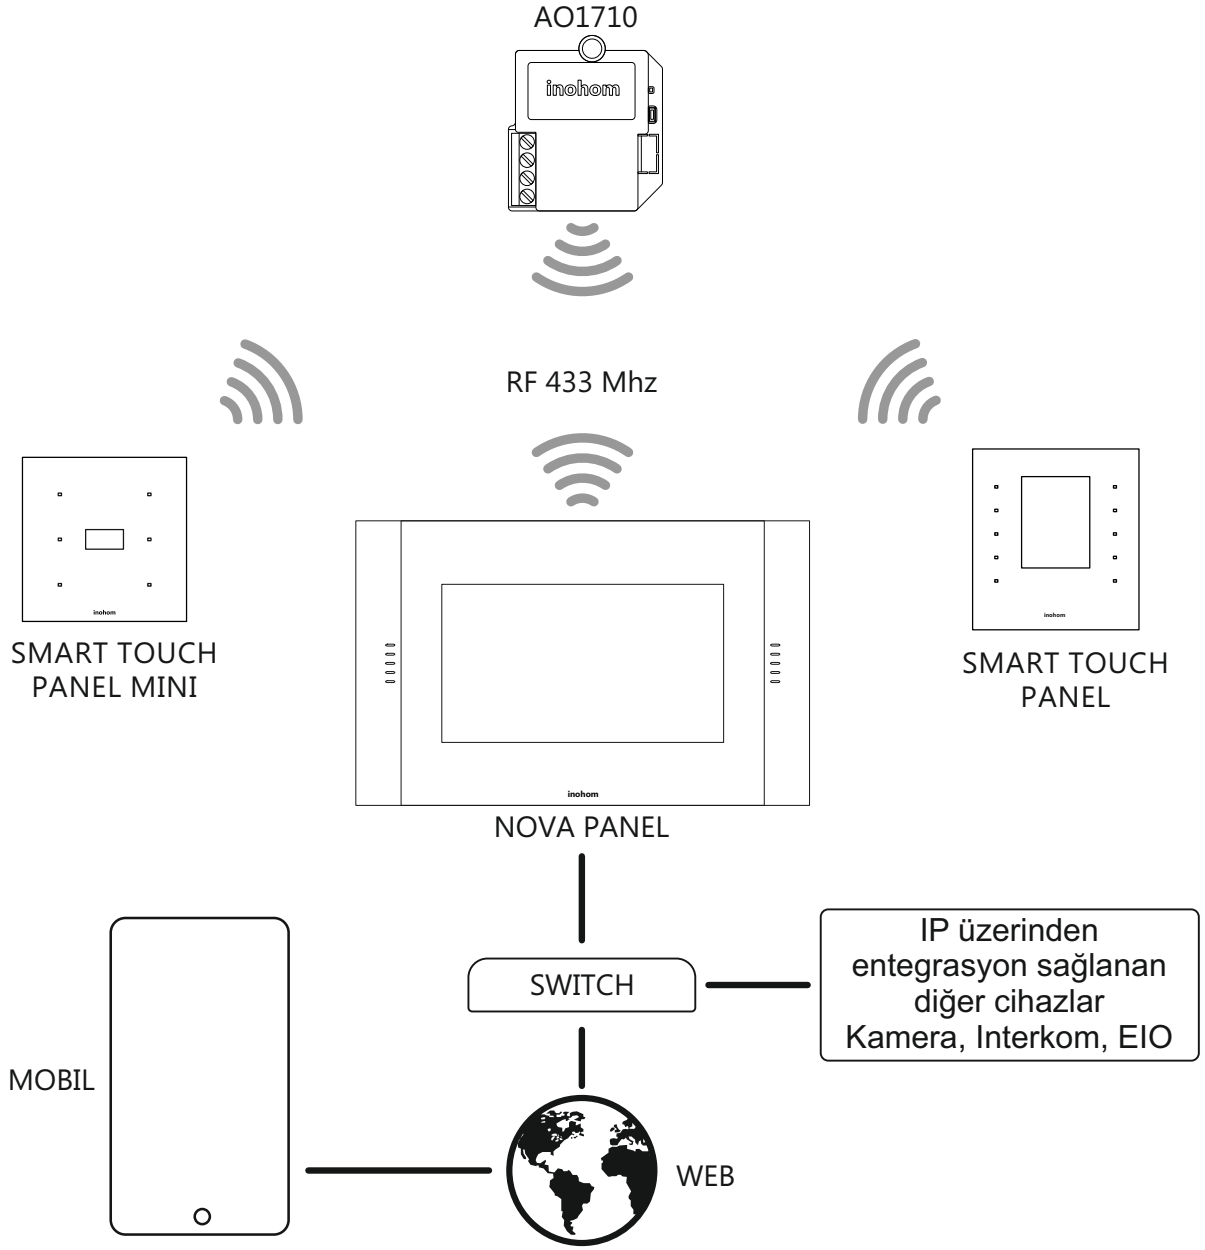 AO1710
inohom
RF 433 Mhz
inohom
SMART TOUCH
PANEL MINI
inohom
SMART TOUCH
PANEL
inohom
NOVA PANEL
SWITCH
IP üzerinden
entegrasyon sağlanan
diğer cihazlar
Kamera, Interkom, EIO
MOBIL
WEB